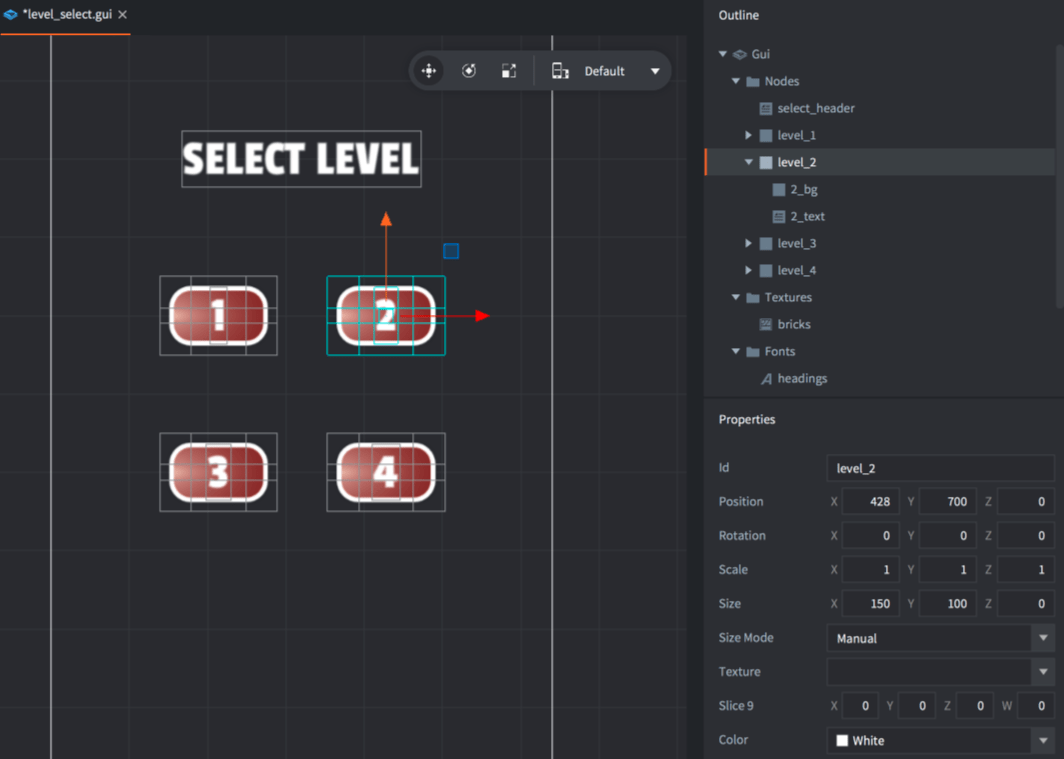 *level_select.gui
Default
SELECT LEVEL
1
2
3
4
Outline
Gui
Nodes
select_header
level_1
level_2
2_bg
2_text
level_3
level_4
Textures
bricks
Fonts
headings
Properties
Id level_2
Position X 428 Y 700 Z 0
Rotation X 0 Y 0 Z 0
Scale X 1 Y 1 Z 1
Size X 150 Y 100 Z 0
Size Mode Manual
Texture
Slice 9 X 0 Y 0 Z 0 W 0
Color White